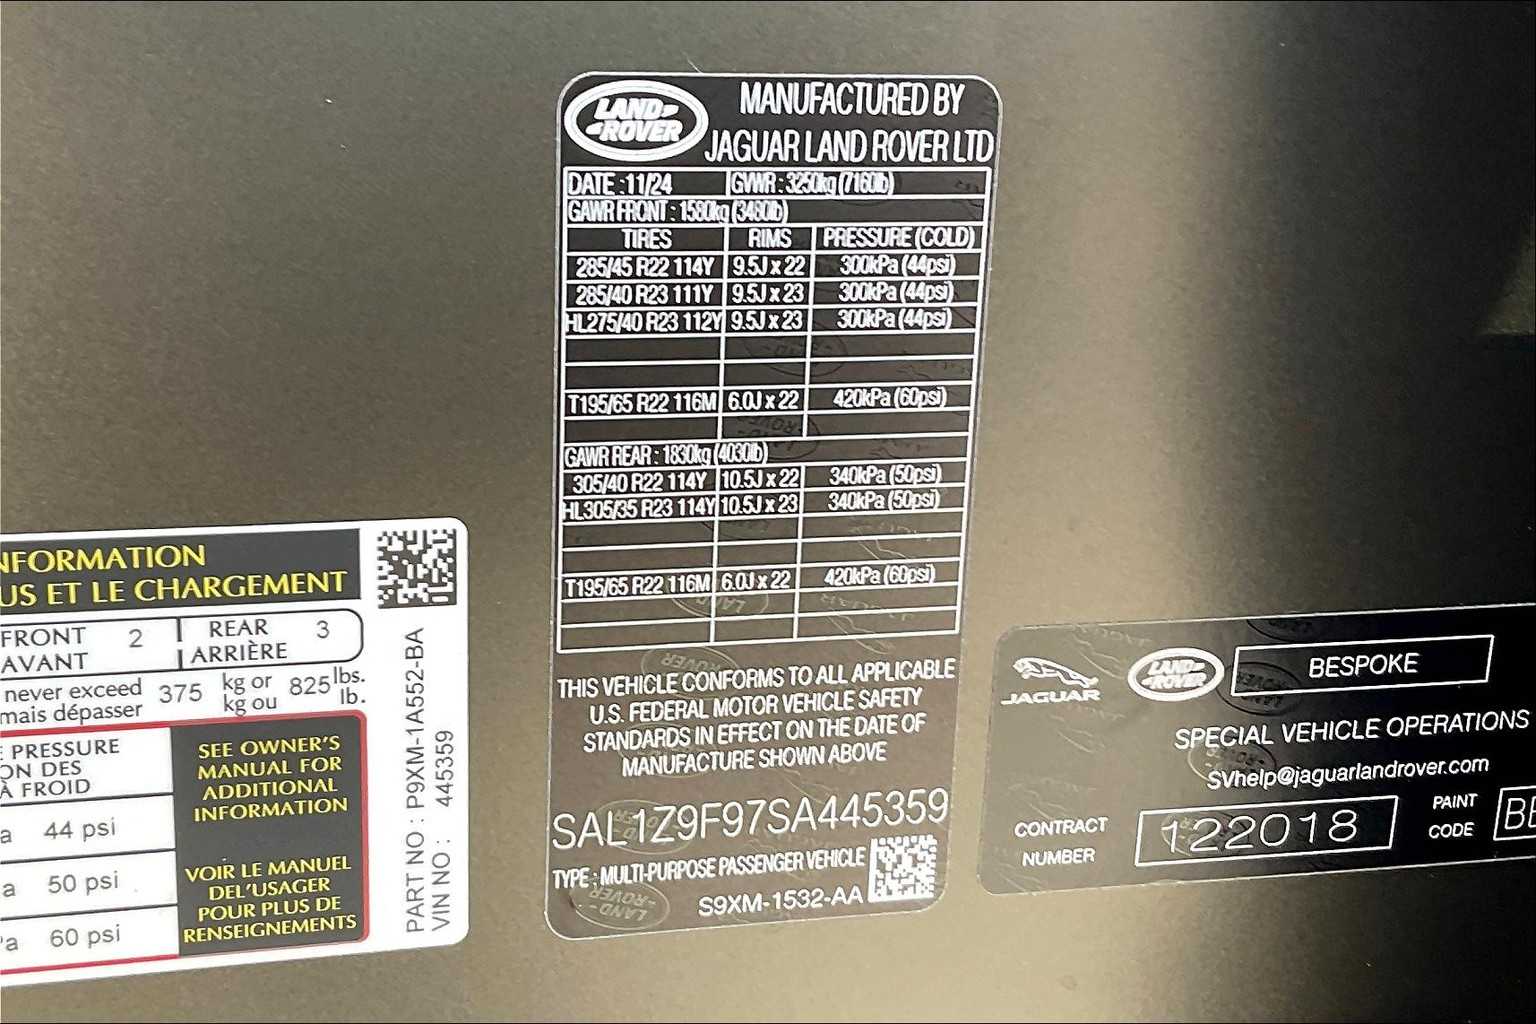 LAND-
-ROVER
MANUFACTURED BY
JAGUAR LAND ROVER LTD
DATE :11/24 GVWR : 3250kg (7160lb)
GAWR FRONT : 1580kg (3480lb)
TIRES RIMS PRESSURE (COLD)
285/45 R22 114Y 9.5J x 22 300kPa (44psi)
285/40 R23 111Y 9.5J x 23 300kPa (44psi)
HL275/40 R23 112Y 9.5J x 23 300kPa (44psi)
T195/65 R22 116M 6.0J x 22 420kPa (60psi)
GAWR REAR : 1830kg (4030lb)
305/40 R22 114Y 10.5J x 22 340kPa (50psi)
HL305/35 R23 114Y 10.5J x 23 340kPa (50psi)
T195/65 R22 116M 6.0J x 22 420kPa (60psi)
THIS VEHICLE CONFORMS TO ALL APPLICABLE
U.S. FEDERAL MOTOR VEHICLE SAFETY
STANDARDS IN EFFECT ON THE DATE OF
MANUFACTURE SHOWN ABOVE
SAL1Z9F97SA445359
TYPE : MULTI-PURPOSE PASSENGER VEHICLE
S9XM-1532-AA
NFORMATION
US ET LE CHARGEMENT
FRONT 2 REAR 3
AVANT ARRIÈRE
never exceed 375 kg or 825 lbs.
mais dépasser kg ou lb.
E PRESSURE
ON DES
À FROID
a 44 psi
a 50 psi
Pa 60 psi
SEE OWNER'S
MANUAL FOR
ADDITIONAL
INFORMATION
VOIR LE MANUEL
DEL'USAGER
POUR PLUS DE
RENSEIGNEMENTS
PART NO : P9XM-1A552-BA
VIN NO : 445359
JAGUAR
LAND-
-ROVER
BESPOKE
SPECIAL VEHICLE OPERATIONS
SVhelp@jaguarlandrover.com
CONTRACT
NUMBER
122018
PAINT
CODE
BE